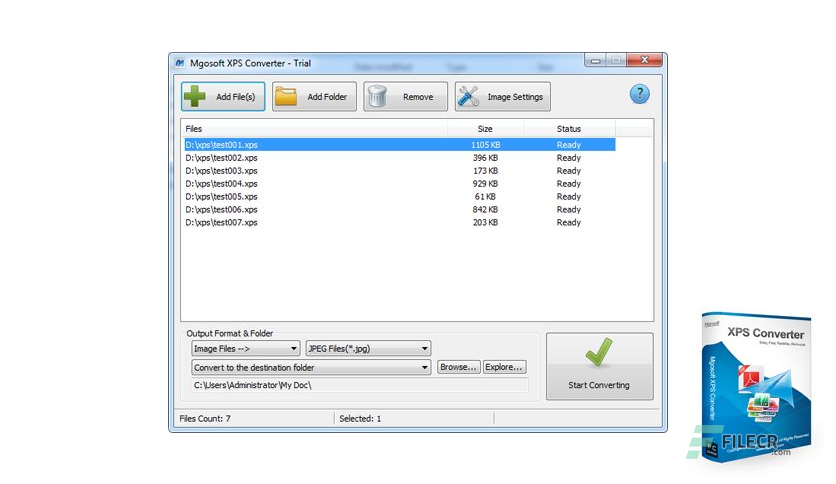 Mgosoft XPS Converter - Trial
Add File(s) Add Folder Remove Image Settings ?
Files Size Status
D:\xps\test001.xps 1105 KB Ready
D:\xps\test002.xps 396 KB Ready
D:\xps\test003.xps 173 KB Ready
D:\xps\test004.xps 929 KB Ready
D:\xps\test005.xps 61 KB Ready
D:\xps\test006.xps 842 KB Ready
D:\xps\test007.xps 203 KB Ready
Output Format & Folder
Image Files --> JPEG Files(*.jpg)
Convert to the destination folder Browse... Explore...
C:\Users\Administrator\My Doc\
Start Converting
Files Count: 7 Selected: 1
Mgosoft
XPS Converter
Mgosoft XPS Converter
FILECR
.com